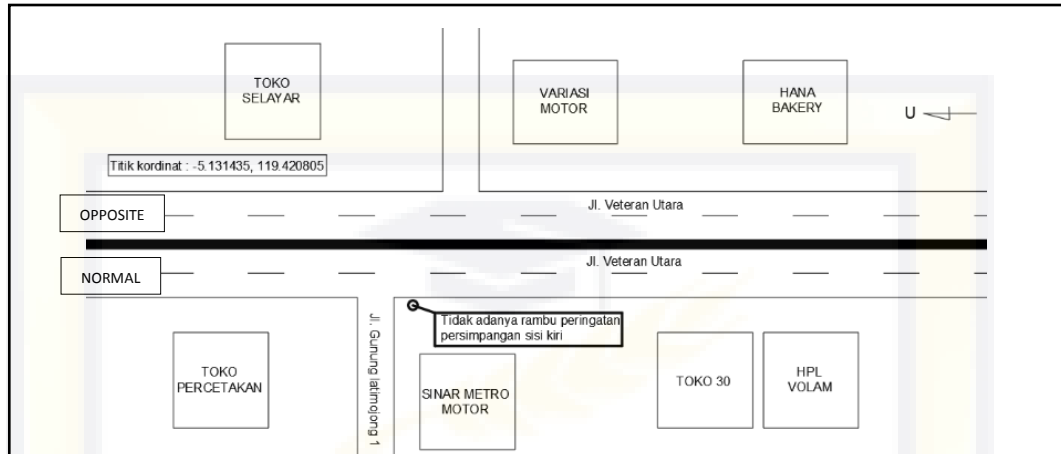 TOKO
SELAYAR
VARIASI
MOTOR
HANA
BAKERY
U
Titik kordinat : -5.131435, 119.420805
OPPOSITE
Jl. Veteran Utara
NORMAL
Jl. Veteran Utara
Tidak adanya rambu peringatan
persimpangan sisi kiri
Jl. Gunung latimojong 1
TOKO
PERCETAKAN
SINAR METRO
MOTOR
TOKO 30
HPL
VOLAM